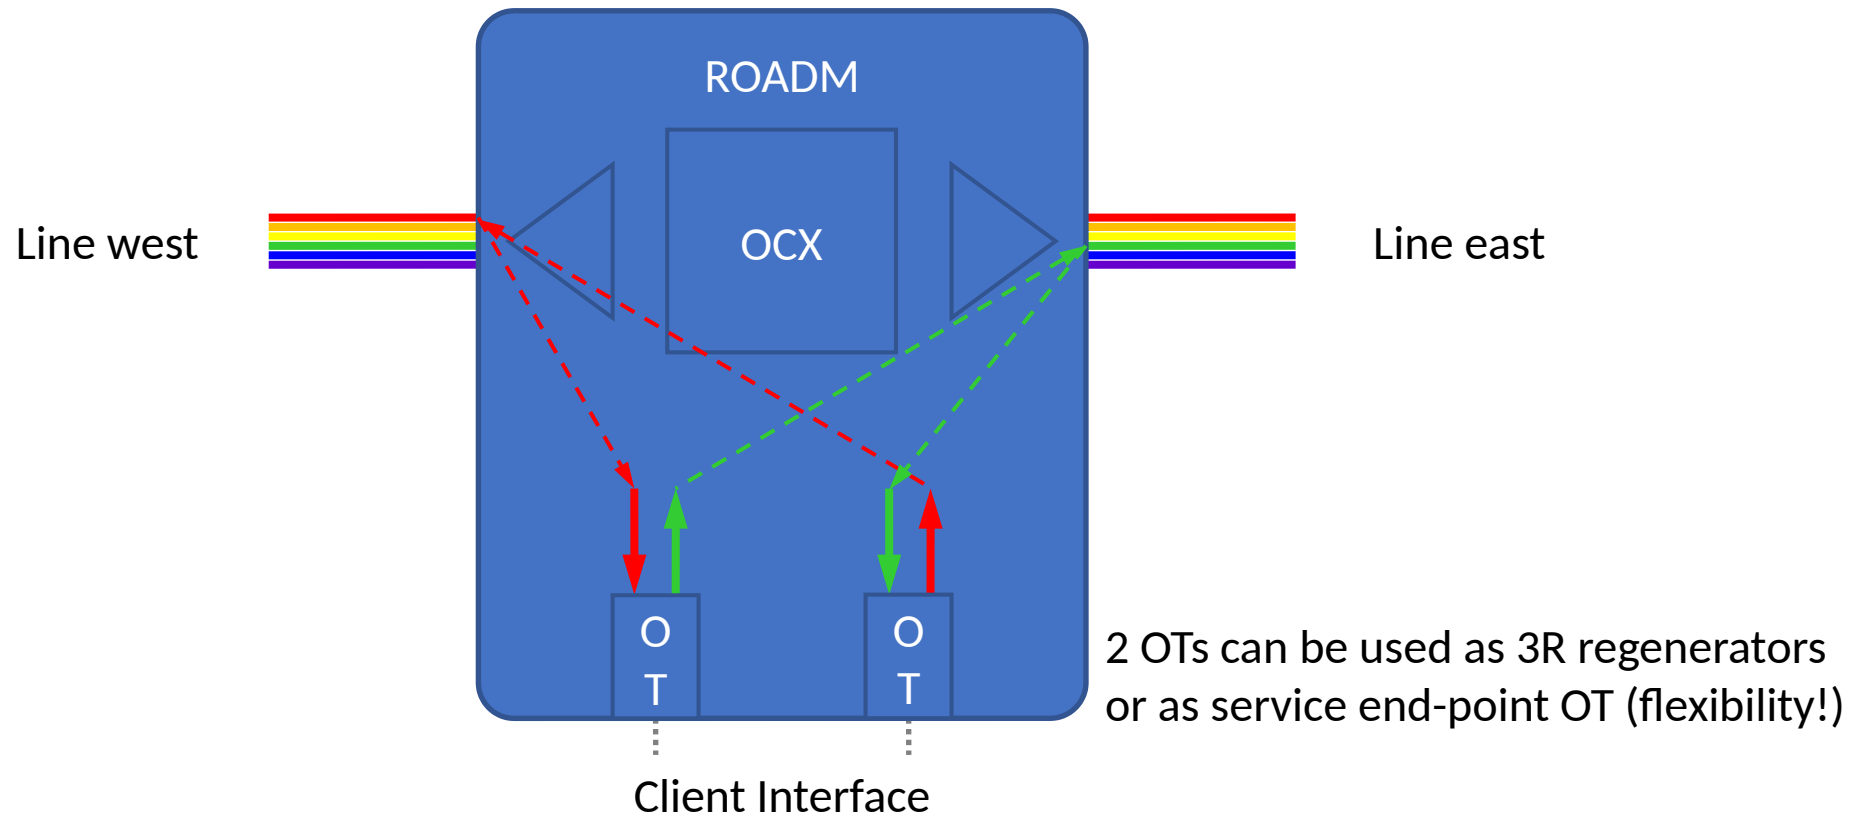 ROADM
OCX
Line west
Line east
O
T
O
T
2 OTs can be used as 3R regenerators
or as service end-point OT (flexibility!)
Client Interface